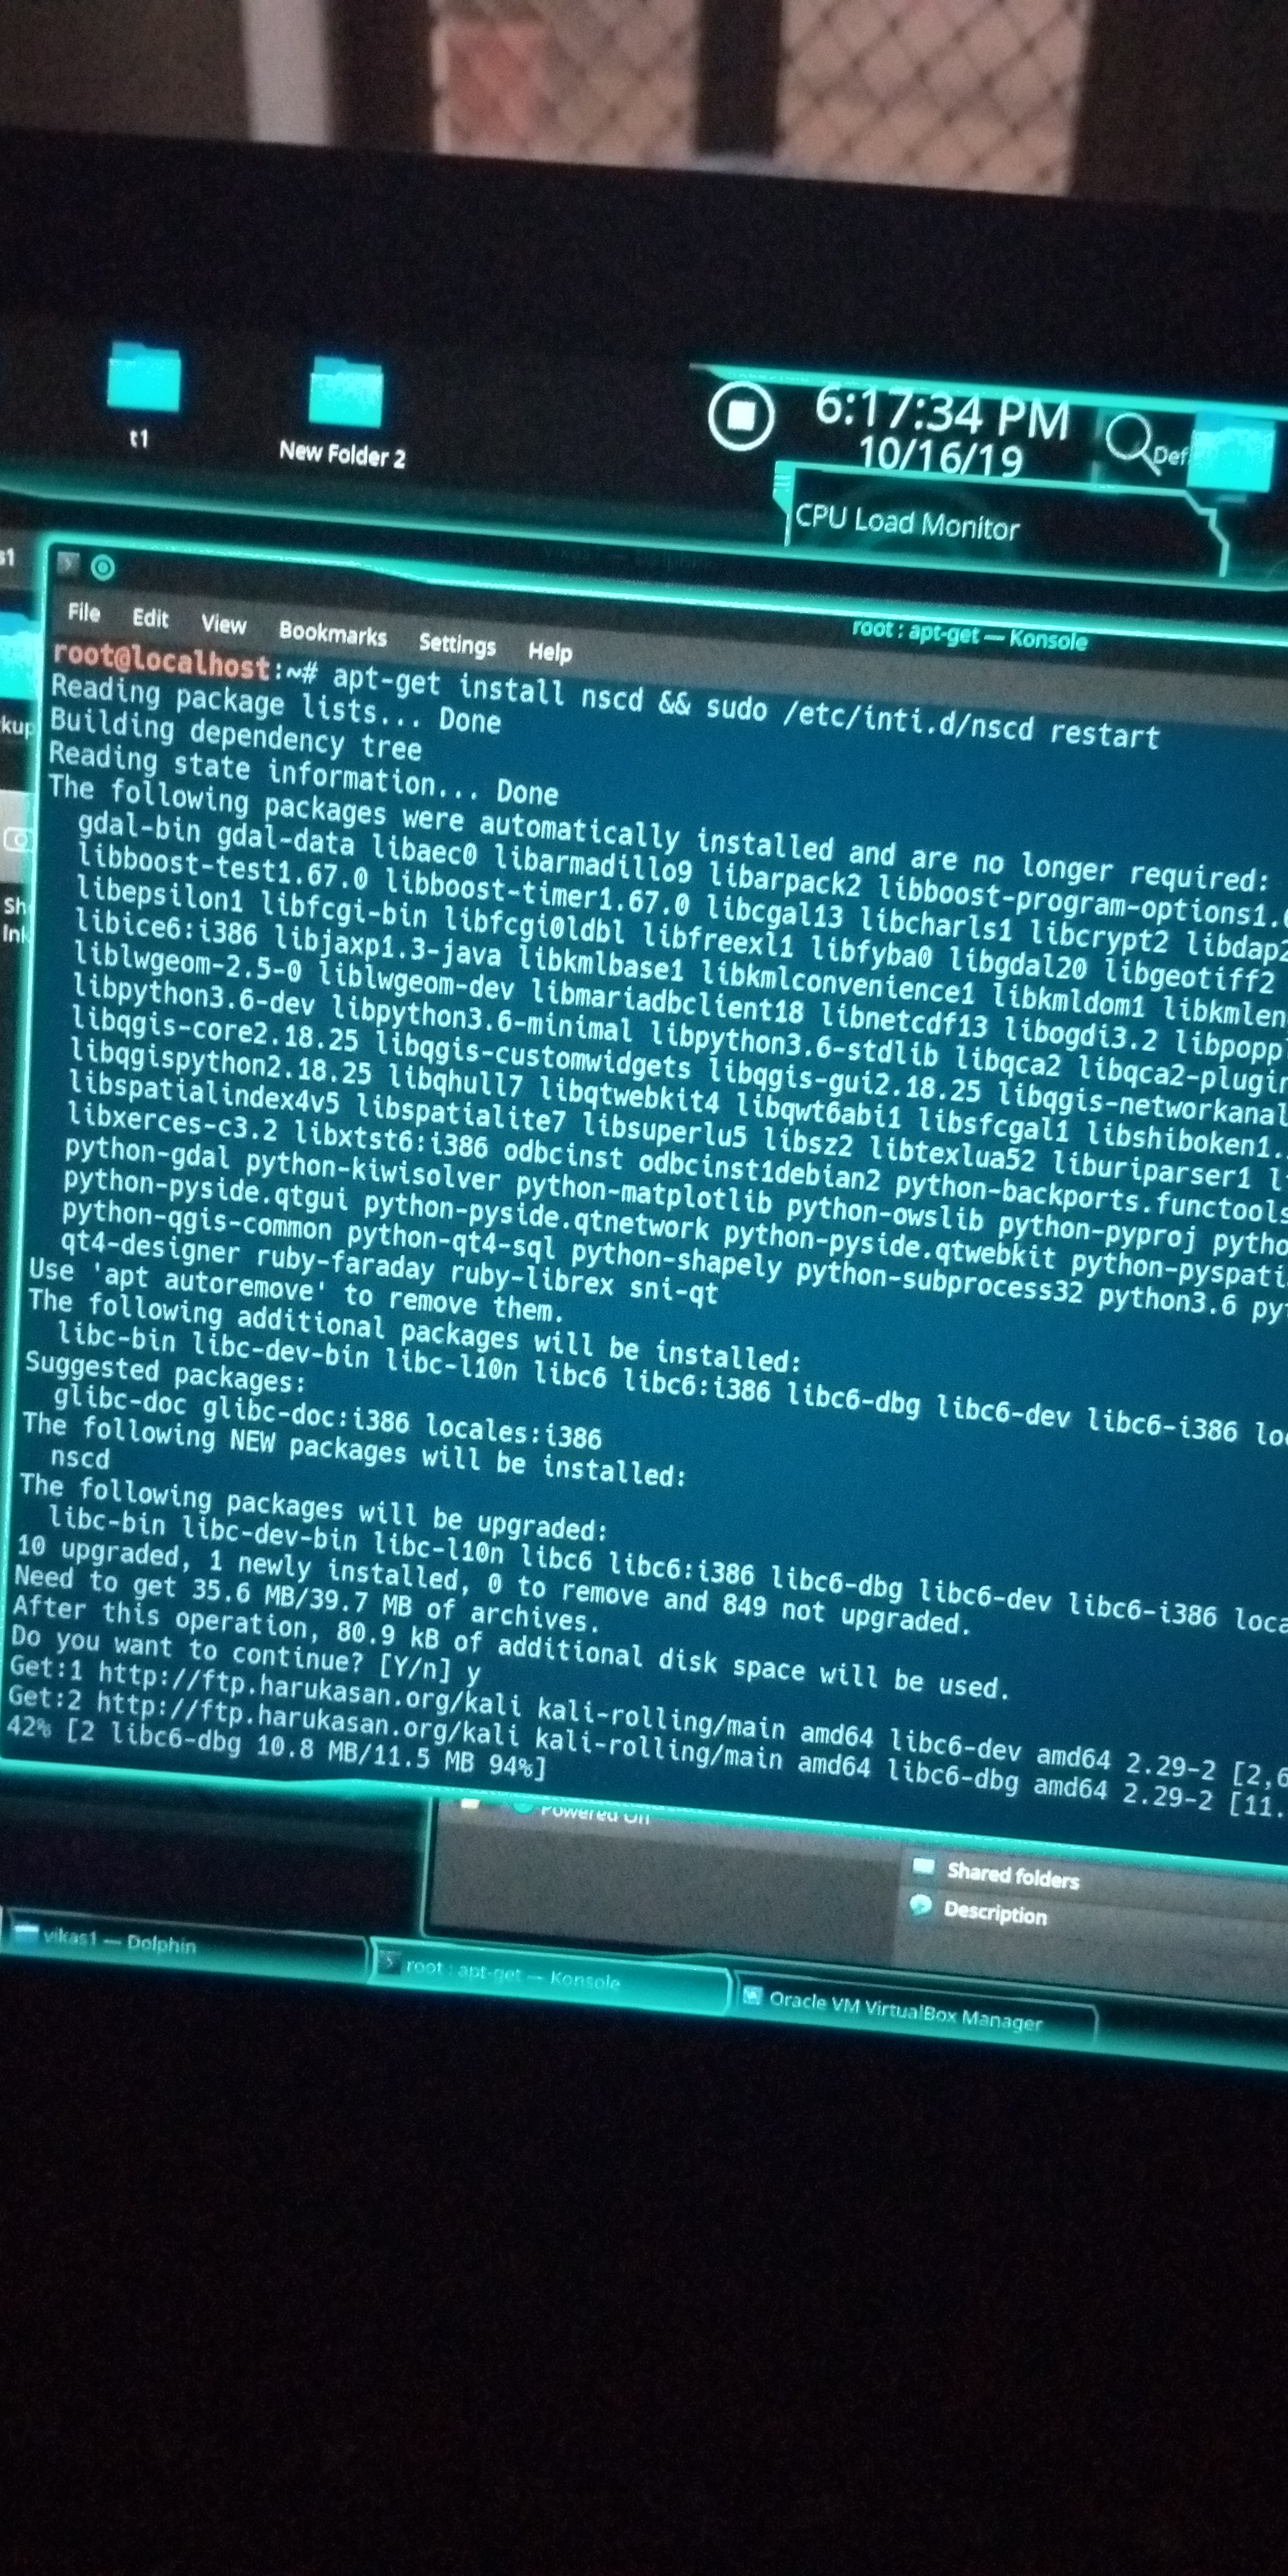 t1
New Folder 2
6:17:34 PM
10/16/19
Def
CPU Load Monitor
s1
File Edit View Bookmarks Settings Help
root : apt-get — Konsole
root@localhost:~# apt-get install nscd && sudo /etc/inti.d/nscd restart
Reading package lists... Done
Building dependency tree
Reading state information... Done
The following packages were automatically installed and are no longer required:
gdal-bin gdal-data libaec0 libarmadillo9 libarpack2 libboost-program-options1.
libboost-test1.67.0 libboost-timer1.67.0 libcgal13 libcharls1 libcrypt2 libdap2
libepsilon1 libfcgi-bin libfcgi0ldbl libfreexl1 libfyba0 libgdal20 libgeotiff2
libice6:i386 libjaxp1.3-java libkmlbase1 libkmlconvenience1 libkmldom1 libkmlen
liblwgeom-2.5-0 liblwgeom-dev libmariadbclient18 libnetcdf13 libogdi3.2 libpopp
libpython3.6-dev libpython3.6-minimal libpython3.6-stdlib libqca2 libqca2-plugi
libqgis-core2.18.25 libqgis-customwidgets libqgis-gui2.18.25 libqgis-networkana
libqgispython2.18.25 libqhull7 libqtwebkit4 libqwt6abi1 libsfcgal1 libshiboken1.
libspatialindex4v5 libspatialite7 libsuperlu5 libsz2 libtexlua52 liburiparser1 l
libxerces-c3.2 libxtst6:i386 odbcinst odbcinst1debian2 python-backports.functools
python-gdal python-kiwisolver python-matplotlib python-owslib python-pyproj pytho
python-pyside.qtgui python-pyside.qtnetwork python-pyside.qtwebkit python-pyspati
python-qgis-common python-qt4-sql python-shapely python-subprocess32 python3.6 py
qt4-designer ruby-faraday ruby-librex sni-qt
Use 'apt autoremove' to remove them.
The following additional packages will be installed:
libc-bin libc-dev-bin libc-l10n libc6 libc6:i386 libc6-dbg libc6-dev libc6-i386 loc
Suggested packages:
glibc-doc glibc-doc:i386 locales:i386
The following NEW packages will be installed:
nscd
The following packages will be upgraded:
libc-bin libc-dev-bin libc-l10n libc6 libc6:i386 libc6-dbg libc6-dev libc6-i386 loca
10 upgraded, 1 newly installed, 0 to remove and 849 not upgraded.
Need to get 35.6 MB/39.7 MB of archives.
After this operation, 80.9 kB of additional disk space will be used.
Do you want to continue? [Y/n] y
Get:1 http://ftp.harukasan.org/kali kali-rolling/main amd64 libc6-dev amd64 2.29-2 [2,6
Get:2 http://ftp.harukasan.org/kali kali-rolling/main amd64 libc6-dbg amd64 2.29-2 [11.
42% [2 libc6-dbg 10.8 MB/11.5 MB 94%]
Powered Off
Shared folders
Description
vikas1 — Dolphin
root : apt-get — Konsole
Oracle VM VirtualBox Manager